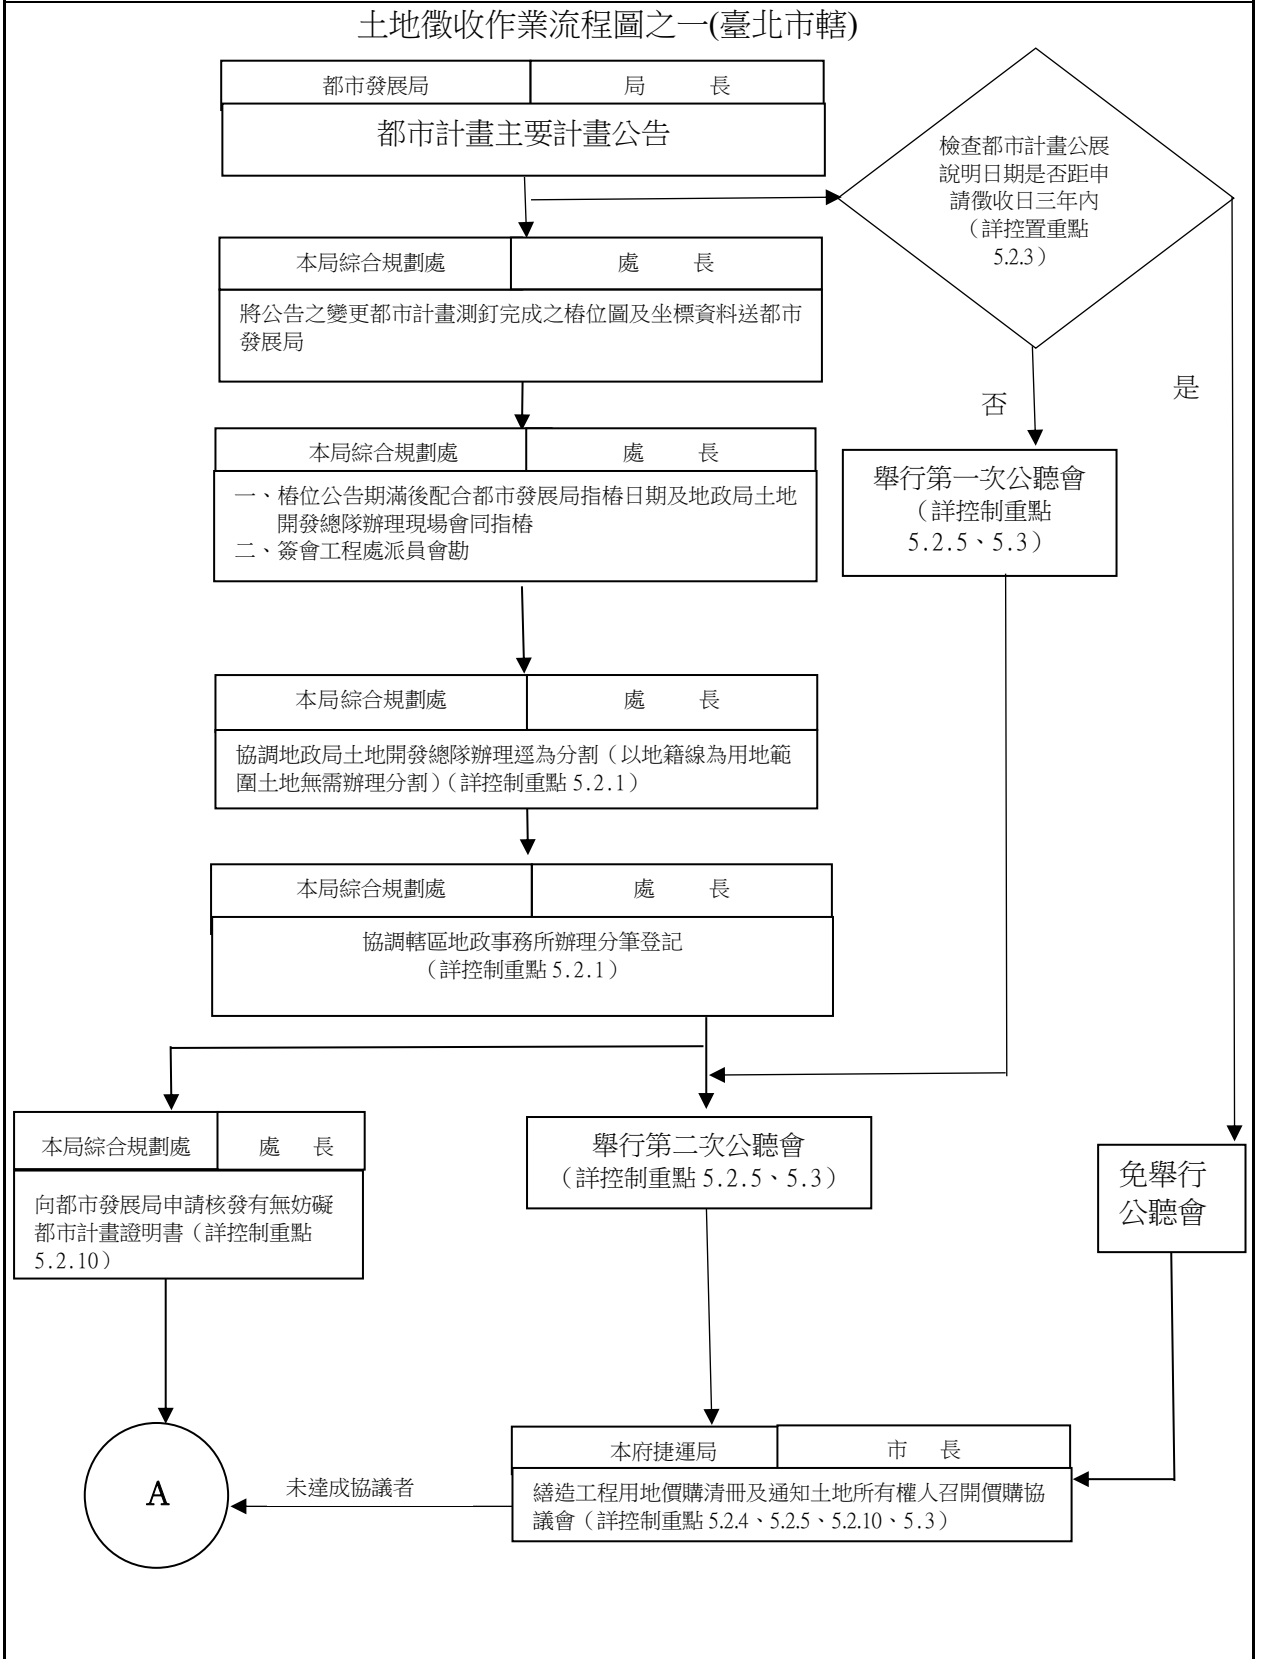 土地徵收作業流程圖之一(臺北市轄)
都市發展局
局 長
都市計畫主要計畫公告
檢查都市計畫公展
說明日期是否距申
請徵收日三年內
（詳控置重點
5.2.3）
本局綜合規劃處
處 長
將公告之變更都市計畫測釘完成之樁位圖及坐標資料送都市
發展局
否
是
本局綜合規劃處
處 長
一、樁位公告期滿後配合都市發展局指樁日期及地政局土地
開發總隊辦理現場會同指樁
二、簽會工程處派員會勘
舉行第一次公聽會
（詳控制重點
5.2.5、5.3）
本局綜合規劃處
處 長
協調地政局土地開發總隊辦理逕為分割（以地籍線為用地範
圍土地無需辦理分割）（詳控制重點 5.2.1）
本局綜合規劃處
處 長
協調轄區地政事務所辦理分筆登記
（詳控制重點 5.2.1）
本局綜合規劃處
處 長
向都市發展局申請核發有無妨礙
都市計畫證明書（詳控制重點
5.2.10）
舉行第二次公聽會
（詳控制重點 5.2.5、5.3）
免舉行
公聽會
本府捷運局
市 長
繕造工程用地價購清冊及通知土地所有權人召開價購協
議會（詳控制重點 5.2.4、5.2.5、5.2.10、5.3）
未達成協議者
A